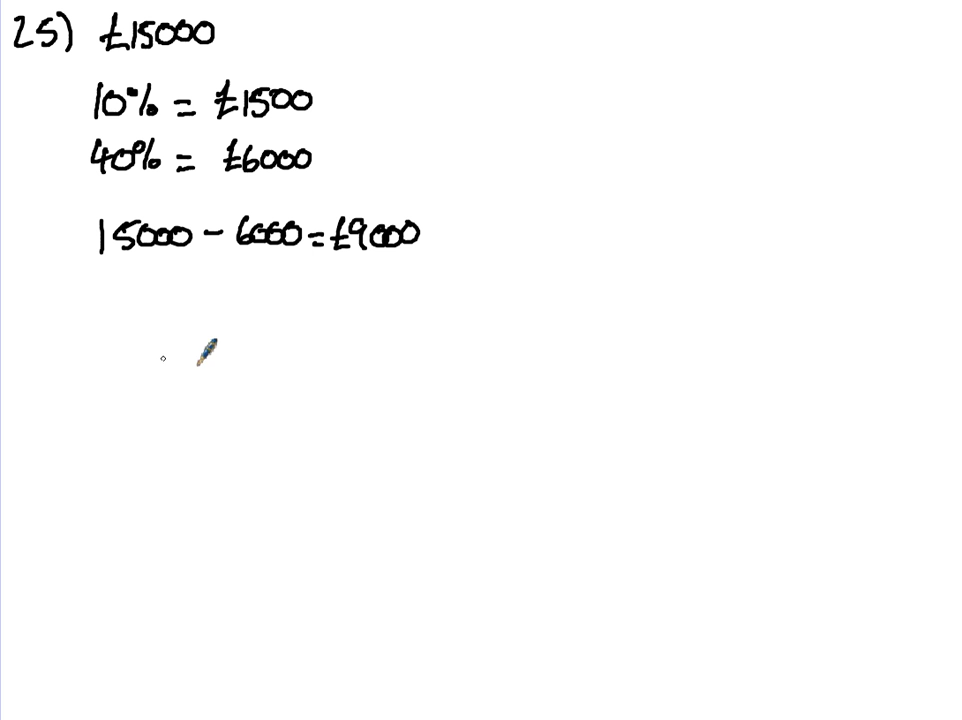 25) £15000
10% = £1500
40% = £6000
15000 - 6000 = £9000